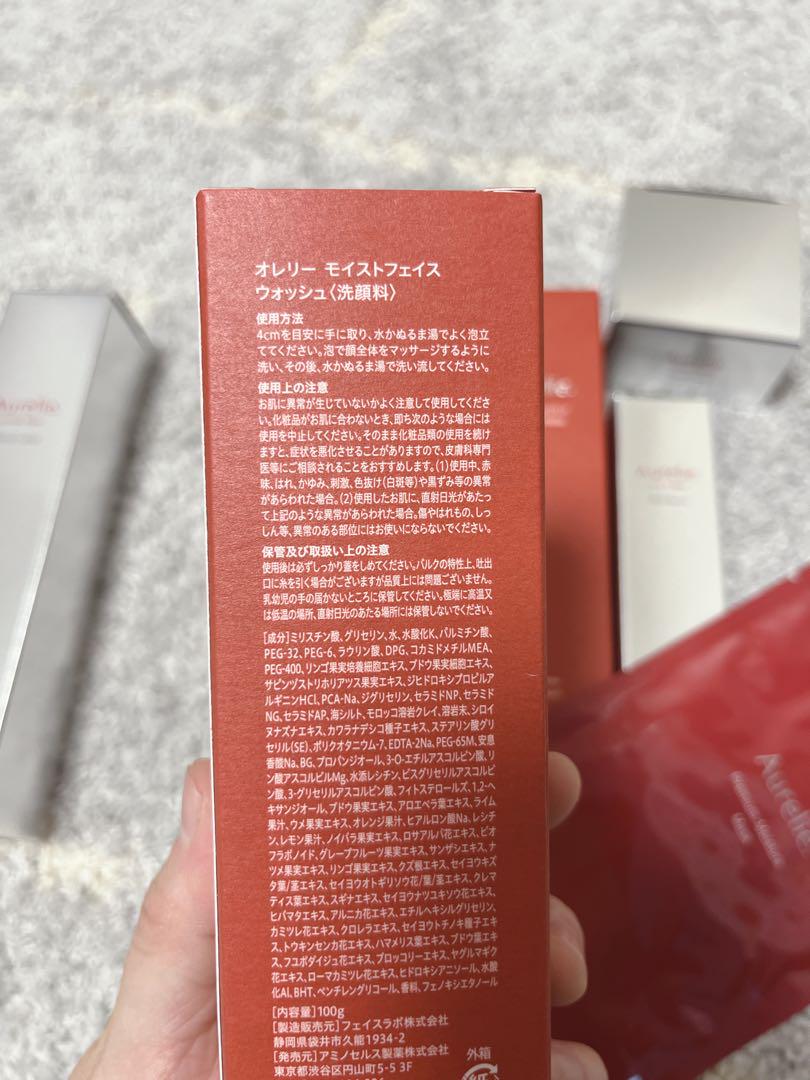 オレリー モイストフェイス
ウォッシュ〈洗顔料〉
使用方法
4cmを目安に手に取り、水かぬるま湯でよく泡立
ててください。泡で顔全体をマッサージするように
洗い、その後、水かぬるま湯で洗い流してください。
使用上の注意
お肌に異常が生じていないかよく注意して使用してくださ
い。化粧品がお肌に合わないとき、即ち次のような場合には
使用を中止してください。そのまま化粧品類の使用を続け
ますと、症状を悪化させることがありますので、皮膚科専門
医等にご相談されることをおすすめします。(1)使用中、赤
味、はれ、かゆみ、刺激、色抜け(白斑等)や黒ずみ等の異常
があらわれた場合。(2)使用したお肌に、直射日光があたっ
て上記のような異常があらわれた場合。傷やはれもの、しっ
しん等、異常のある部位にはお使いにならないでください。
保管及び取扱い上の注意
使用後は必ずしっかり蓋をしめてください。バルクの特性上、吐出
口に糸を引く場合がございますが品質上には問題ございません。
乳幼児の手の届かないところに保管してください。極端に高温又
は低温の場所、直射日光のあたる場所には保管しないでください。
[成分]ミリスチン酸、グリセリン、水、水酸化K、パルミチン酸、
PEG-32、PEG-6、ラウリン酸、DPG、コカミドメチルMEA、
PEG-400、リンゴ果実培養細胞エキス、ブドウ果実細胞エキス、
サピンヅストリホリアツス果実エキス、ジヒドロキシプロピルア
ルギニンHCl、PCA-Na、ジグリセリン、セラミドNP、セラミド
NG、セラミドAP、海シルト、モロッコ溶岩クレイ、溶岩末、シロイ
ヌナズナエキス、カワラナデシコ種子エキス、ステアリン酸グリ
セリル(SE)、ポリクオタニウム-7、EDTA-2Na、PEG-65M、安息
香酸Na、BG、プロパンジオール、3-O-エチルアスコルビン酸、リ
ン酸アスコルビルMg、水添レシチン、ビスグリセリルアスコルビ
ン酸、3-グリセリルアスコルビン酸、フィトステロールズ、1,2-ヘ
キサンジオール、ブドウ果実エキス、アロエベラ葉エキス、ライム
果汁、ウメ果実エキス、オレンジ果汁、ヒアルロン酸Na、レシチ
ン、レモン果汁、ノイバラ果実エキス、ロサアルバ花エキス、ビオ
フラボノイド、グレープフルーツ果実エキス、サンザシエキス、ナ
ツメ果実エキス、リンゴ果実エキス、クズ根エキス、セイヨウキズ
タ葉/茎エキス、セイヨウオトギリソウ花/葉/茎エキス、クレマ
ティス葉エキス、スギナエキス、セイヨウナツユキソウ花エキス、
ヒバマタエキス、アルニカ花エキス、エチルヘキシルグリセリン、
カミツレ花エキス、クロレラエキス、セイヨウトチノキ種子エキ
ス、トウキンセンカ花エキス、ハマメリス葉エキス、ブドウ葉エキ
ス、フユボダイジュ花エキス、ブロッコリーエキス、ヤグルマギク
花エキス、ローマカミツレ花エキス、ヒドロキシアニソール、水酸
化Al、BHT、ペンチレングリコール、香料、フェノキシエタノール
[内容量]100g
[製造販売元]フェイスラボ株式会社
静岡県袋井市久能1934-2
[発売元]アミノセルス製薬株式会社
東京都渋谷区円山町5-5 3F
外箱
紙
Aurelie.
Aurelie.
Aurelie.
Aurelie.
Premium Moisture
Mask